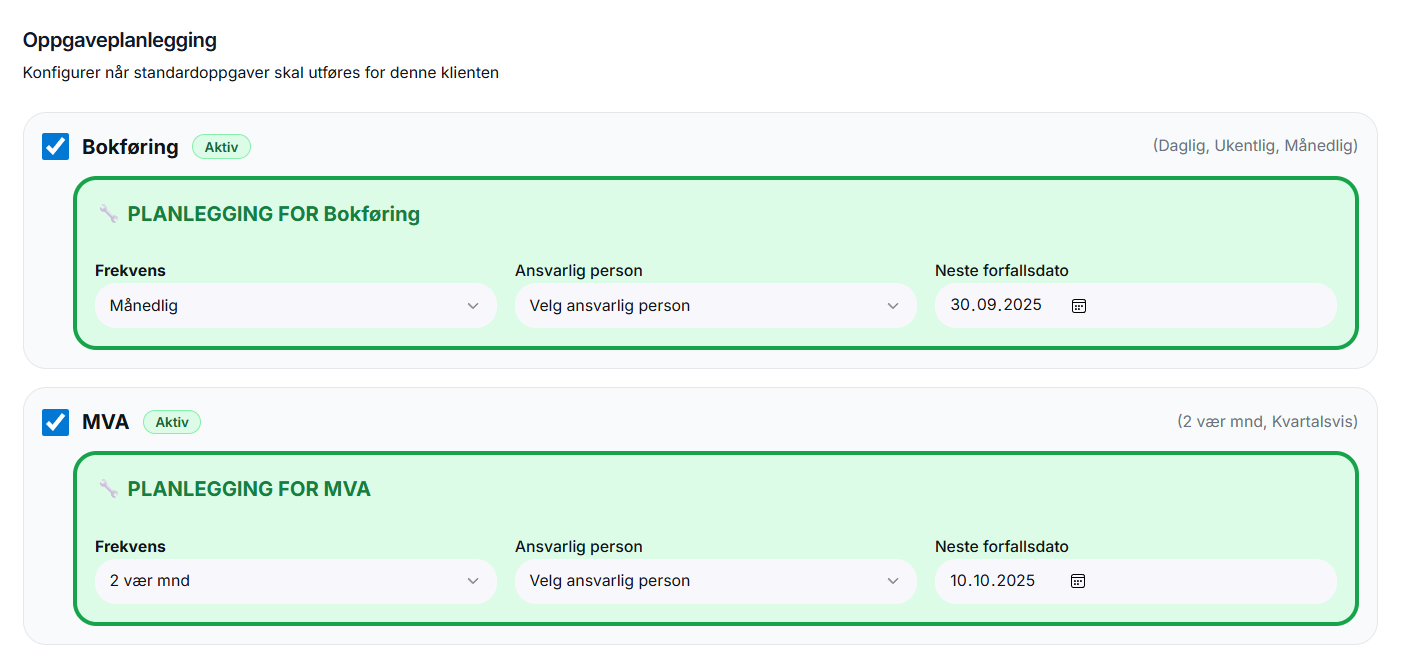 Oppgaveplanlegging
Konfigurer når standardoppgaver skal utføres for denne klienten
Bokføring Aktiv (Daglig, Ukentlig, Månedlig)
PLANLEGGING FOR Bokføring
Frekvens Ansvarlig person Neste forfallsdato
Månedlig Velg ansvarlig person 30.09.2025
MVA Aktiv (2 vær mnd, Kvartalsvis)
PLANLEGGING FOR MVA
Frekvens Ansvarlig person Neste forfallsdato
2 vær mnd Velg ansvarlig person 10.10.2025